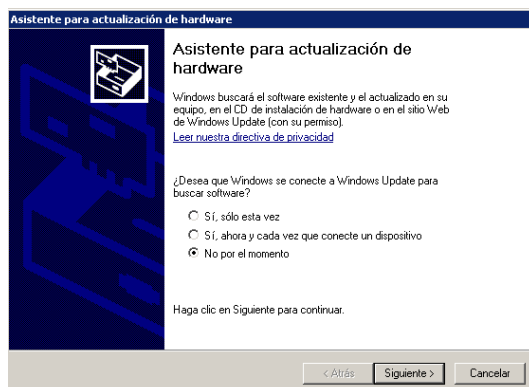 Asistente para actualización de hardware
Asistente para actualización de
hardware
Windows buscará el software existente y el actualizado en su
equipo, en el CD de instalación de hardware o en el sitio Web
de Windows Update (con su permiso).
Leer nuestra directiva de privacidad
¿Desea que Windows se conecte a Windows Update para
buscar software?
Sí, sólo esta vez
Sí, ahora y cada vez que conecte un dispositivo
No por el momento
Haga clic en Siguiente para continuar.
< Atrás Siguiente > Cancelar